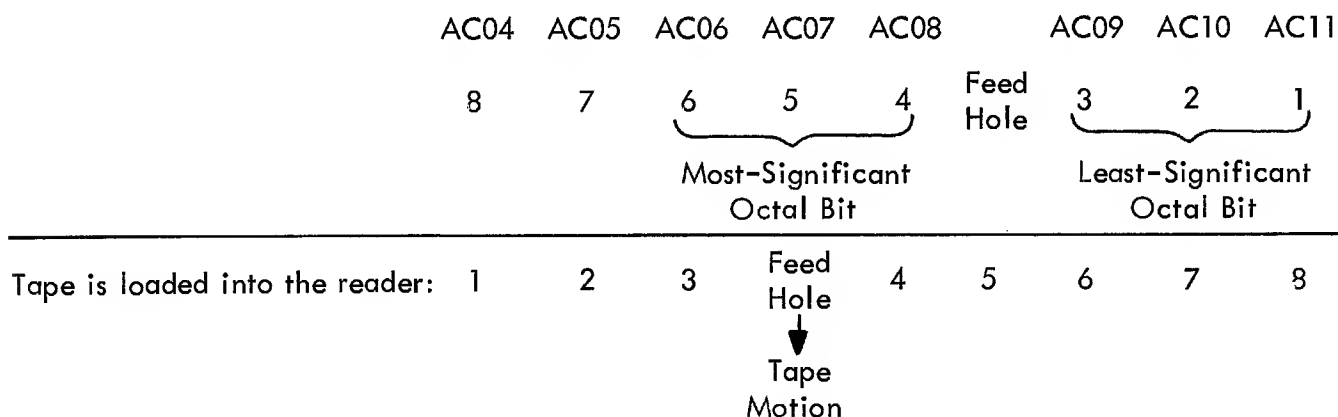 AC04 AC05 AC06 AC07 AC08 AC09 AC10 AC11
8 7 6 5 4 Feed Hole 3 2 1
Most-Significant Octal Bit
Least-Significant Octal Bit
Tape is loaded into the reader: 1 2 3 Feed Hole 4 5 6 7 8
Tape
Motion